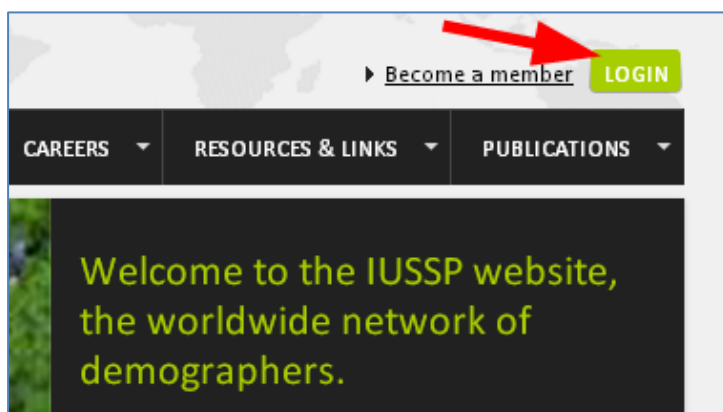 Become a member LOGIN
CAREERS RESOURCES & LINKS PUBLICATIONS
Welcome to the IUSSP website,
the worldwide network of
demographers.